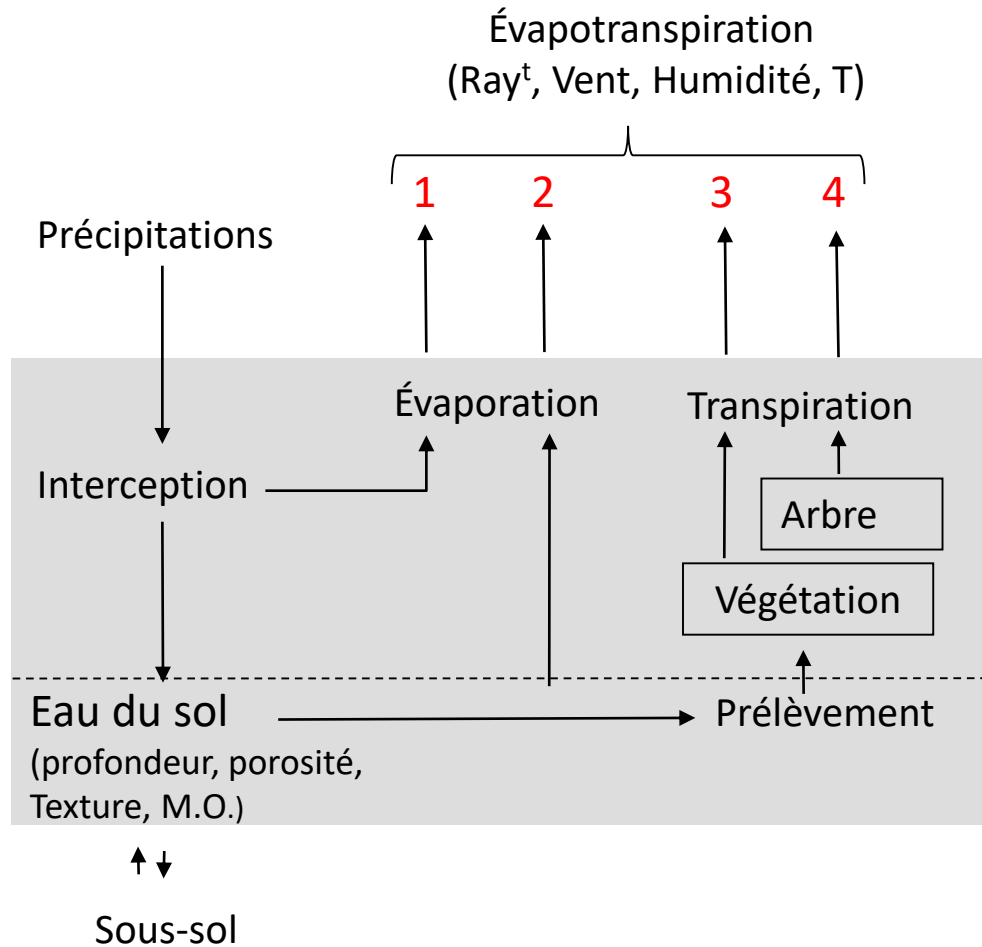 Évapotranspiration
(Rayᵗ, Vent, Humidité, T)
1 2 3 4
Précipitations
Évaporation Transpiration
Interception
Arbre
Végétation
Eau du sol
Prélèvement
(profondeur, porosité,
Texture, M.O.)
Sous-sol